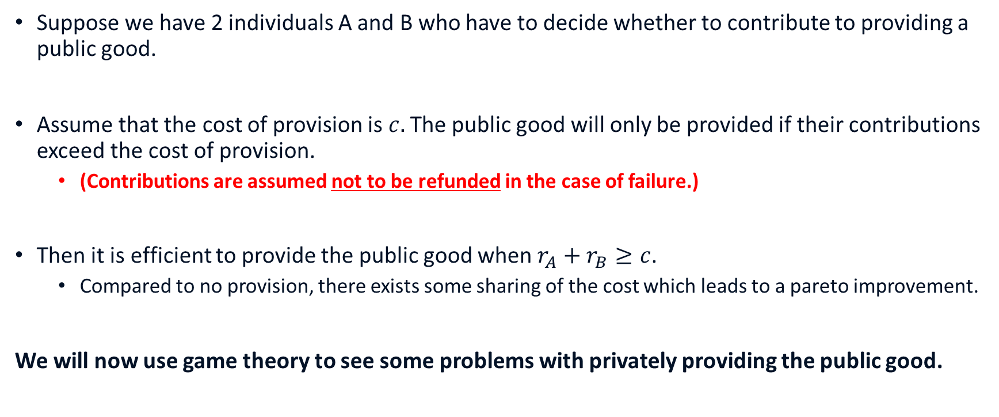 • Suppose we have 2 individuals A and B who have to decide whether to contribute to providing a
public good.
• Assume that the cost of provision is c. The public good will only be provided if their contributions
exceed the cost of provision.
• (Contributions are assumed not to be refunded in the case of failure.)
• Then it is efficient to provide the public good when r_A + r_B ≥ c.
• Compared to no provision, there exists some sharing of the cost which leads to a pareto improvement.
We will now use game theory to see some problems with privately providing the public good.